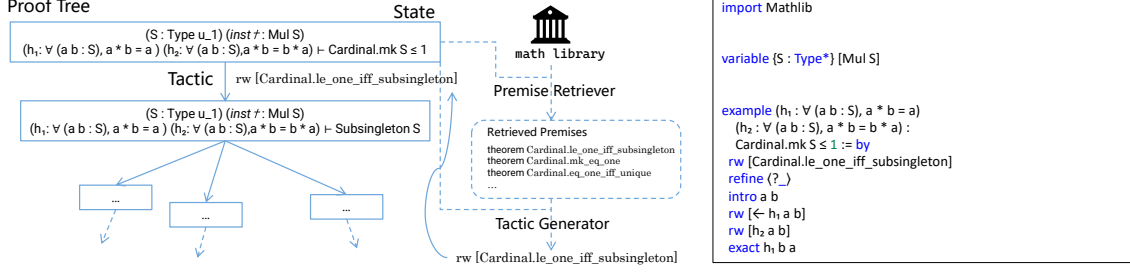 Proof Tree
State
(S : Type u_1) (inst† : Mul S)
(h₁: ∀ (a b : S), a * b = a ) (h₂: ∀ (a b : S),a * b = b * a) ⊢ Cardinal.mk S ≤ 1
Tactic
rw [Cardinal.le_one_iff_subsingleton]
(S : Type u_1) (inst† : Mul S)
(h₁: ∀ (a b : S), a * b = a ) (h₂: ∀ (a b : S),a * b = b * a) ⊢ Subsingleton S
...
...
...
math library
Premise Retriever
Retrieved Premises
theorem Cardinal.le_one_iff_subsingleton
theorem Cardinal.mk_eq_one
theorem Cardinal.eq_one_iff_unique
...
Tactic Generator
rw [Cardinal.le_one_iff_subsingleton]
import Mathlib
variable {S : Type*} [Mul S]
example (h₁ : ∀ (a b : S), a * b = a)
(h₂ : ∀ (a b : S), a * b = b * a) :
Cardinal.mk S ≤ 1 := by
rw [Cardinal.le_one_iff_subsingleton]
refine ⟨?_⟩
intro a b
rw [← h₁ a b]
rw [h₂ a b]
exact h₁ b a